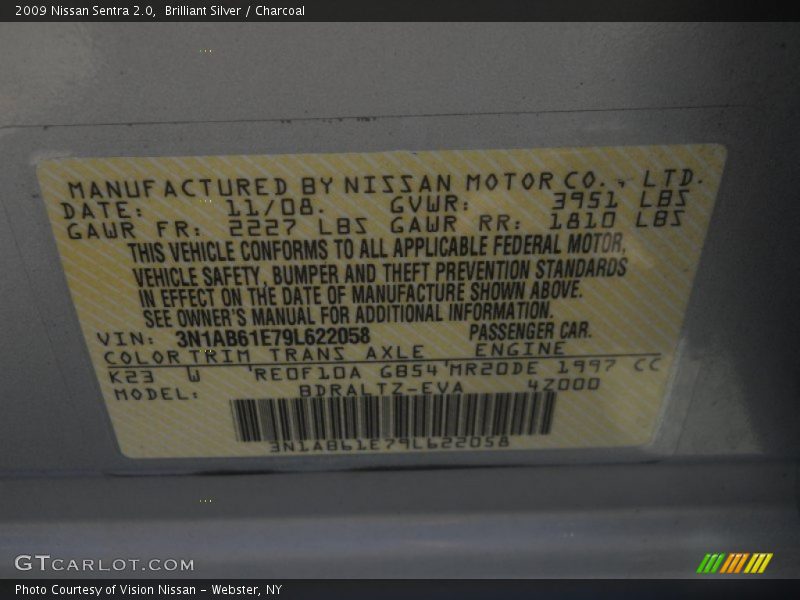 2009 Nissan Sentra 2.0,  Brilliant Silver / Charcoal
MANUFACTURED BY NISSAN MOTOR CO., LTD.
DATE: 11/08. GVWR: 3951 LBS
GAWR FR: 2227 LBS GAWR RR: 1810 LBS
THIS VEHICLE CONFORMS TO ALL APPLICABLE FEDERAL MOTOR,
VEHICLE SAFETY, BUMPER AND THEFT PREVENTION STANDARDS
IN EFFECT ON THE DATE OF MANUFACTURE SHOWN ABOVE.
SEE OWNER'S MANUAL FOR ADDITIONAL INFORMATION.
VIN: 3N1AB61E79L622058 PASSENGER CAR.
COLOR TRIM TRANS AXLE ENGINE
K23 W RE0F10A GB54 MR20DE 1997 CC
MODEL: BDRALTZ-EVA 4Z000
3N1AB61E79L622058
GTCARLOT.COM
Photo Courtesy of Vision Nissan - Webster, NY